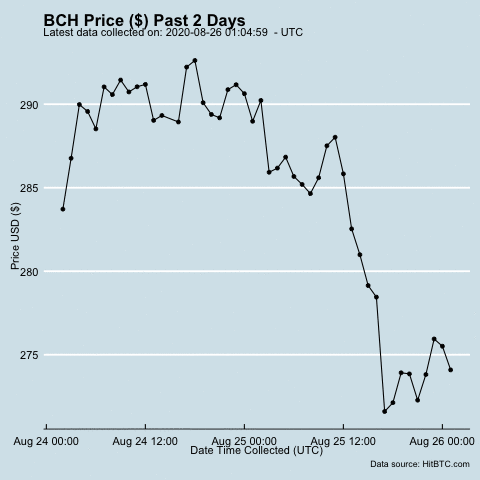 BCH Price ($) Past 2 Days
Latest data collected on: 2020-08-26 01:04:59 - UTC
290
285
280
275
Price USD ($)
Aug 24 00:00 Aug 24 12:00 Aug 25 00:00 Aug 25 12:00 Aug 26 00:00
Date Time Collected (UTC)
Data source: HitBTC.com